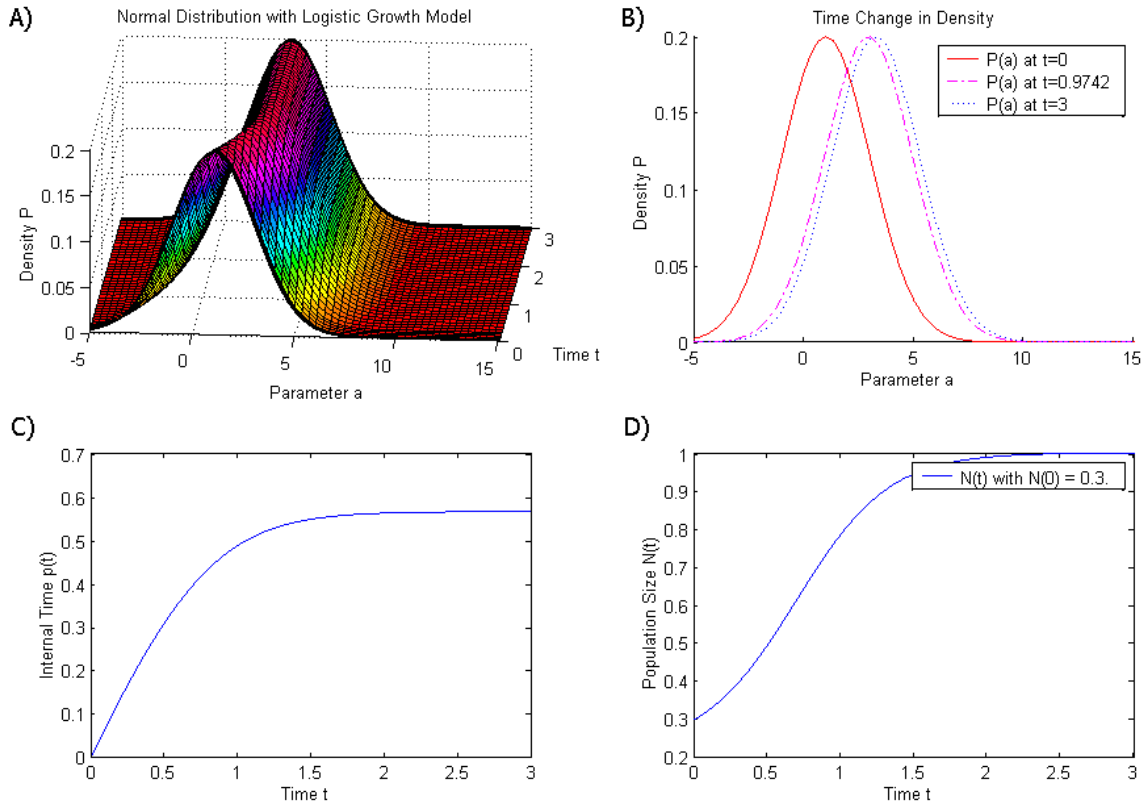 A)
Normal Distribution with Logistic Growth Model
0.2
0.15
0.1
0.05
0
Density P
-5
0
5
10
15
Parameter a
0
1
2
3
Time t
B)
Time Change in Density
P(a) at t=0
P(a) at t=0.9742
P(a) at t=3
0.2
0.15
0.1
0.05
0
Density P
-5
0
5
10
15
Parameter a
C)
0.7
0.6
0.5
0.4
0.3
0.2
0.1
0
Internal Time p(t)
0
0.5
1
1.5
2
2.5
3
Time t
D)
N(t) with N(0) = 0.3.
1
0.9
0.8
0.7
0.6
0.5
0.4
0.3
0.2
Population Size N(t)
0
0.5
1
1.5
2
2.5
3
Time t